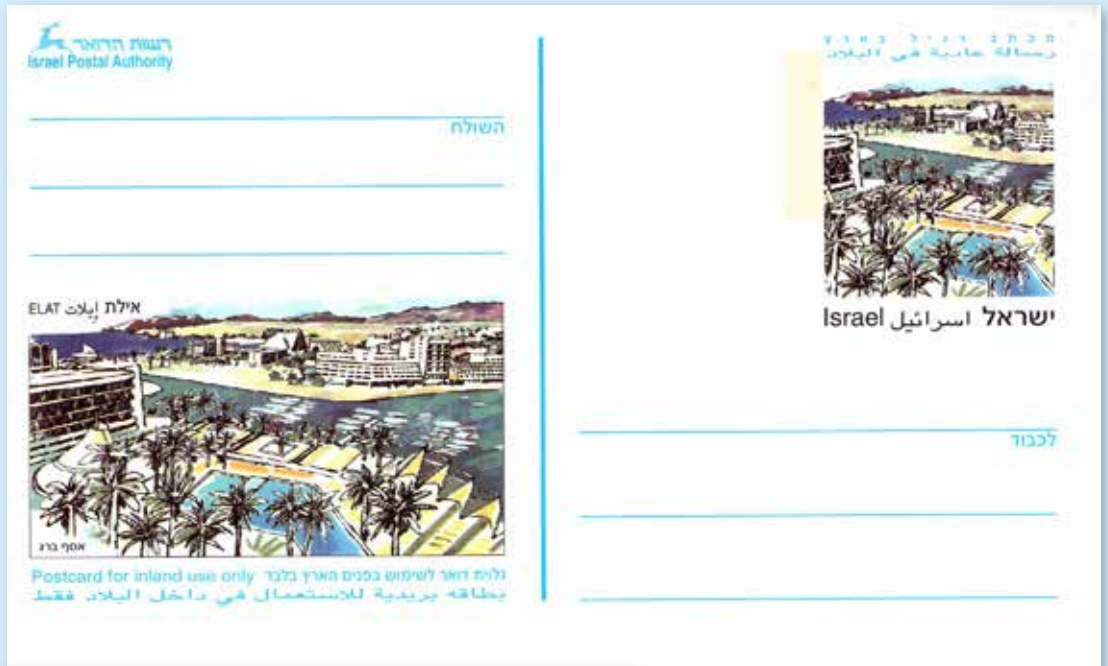 רשות הדואר
Israel Postal Authority
השולח
אילת إيلات ELAT
אסף ברג
Postcard for inland use only גלוית דואר לשימוש בפנים הארץ בלבד
بطاقه بريدية للاستعمال في داخل البلاد فقط
מכתב רגיל בארץ
رسالة عادية في البلاد
ישראל اسرائيل Israel
לכבוד